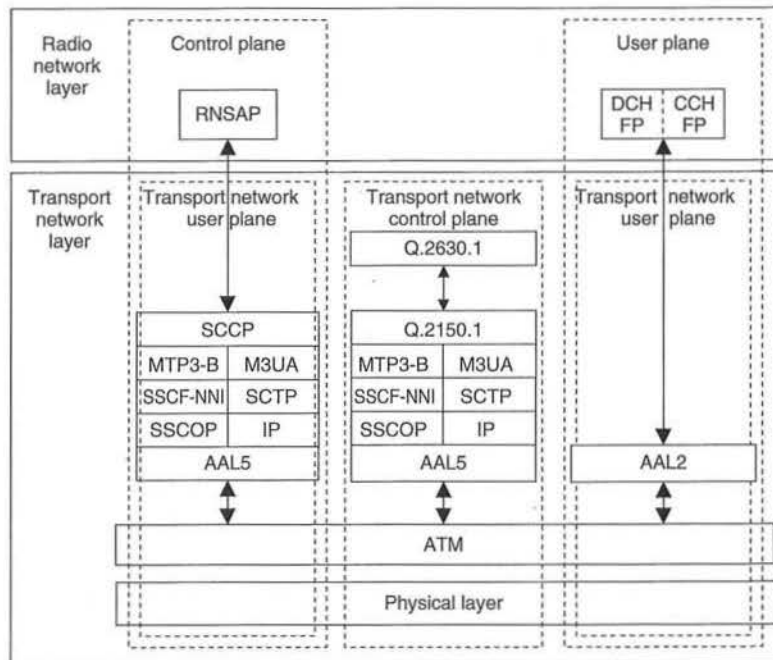 Radio
network
layer
Control plane
User plane
RNSAP
DCH
FP
CCH
FP
Transport
network
layer
Transport network
user plane
Transport network
control plane
Transport network
user plane
Q.2630.1
SCCP
Q.2150.1
MTP3-B
M3UA
MTP3-B
M3UA
SSCF-NNI
SCTP
SSCF-NNI
SCTP
SSCOP
IP
SSCOP
IP
AAL5
AAL5
AAL2
ATM
Physical layer